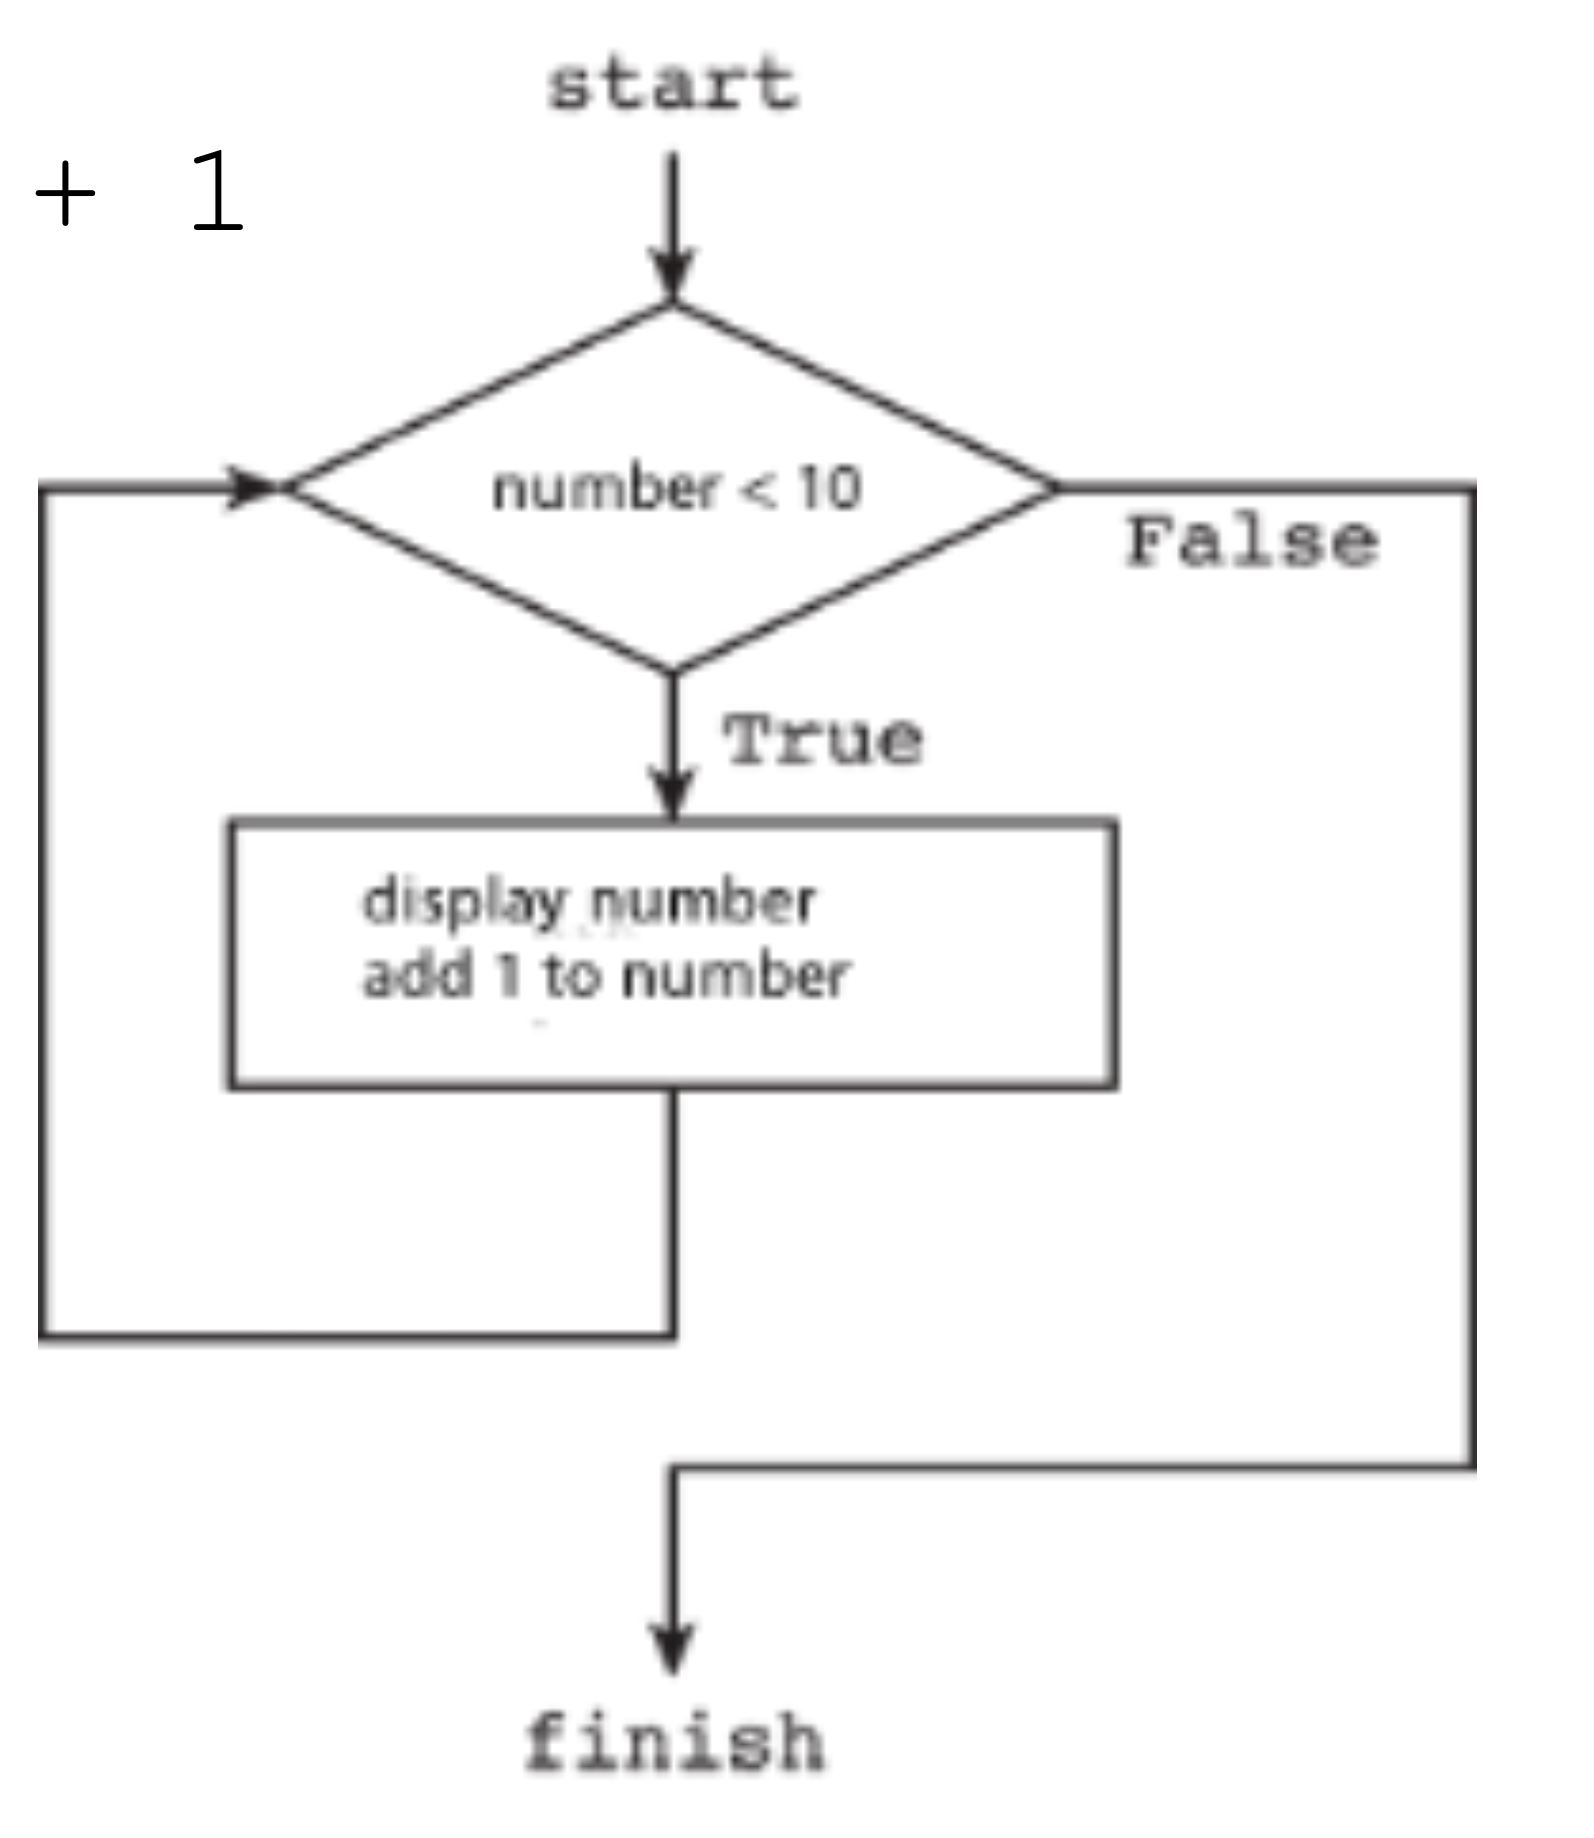 start
+ 1
number < 10
False
True
display number
add 1 to number
finish